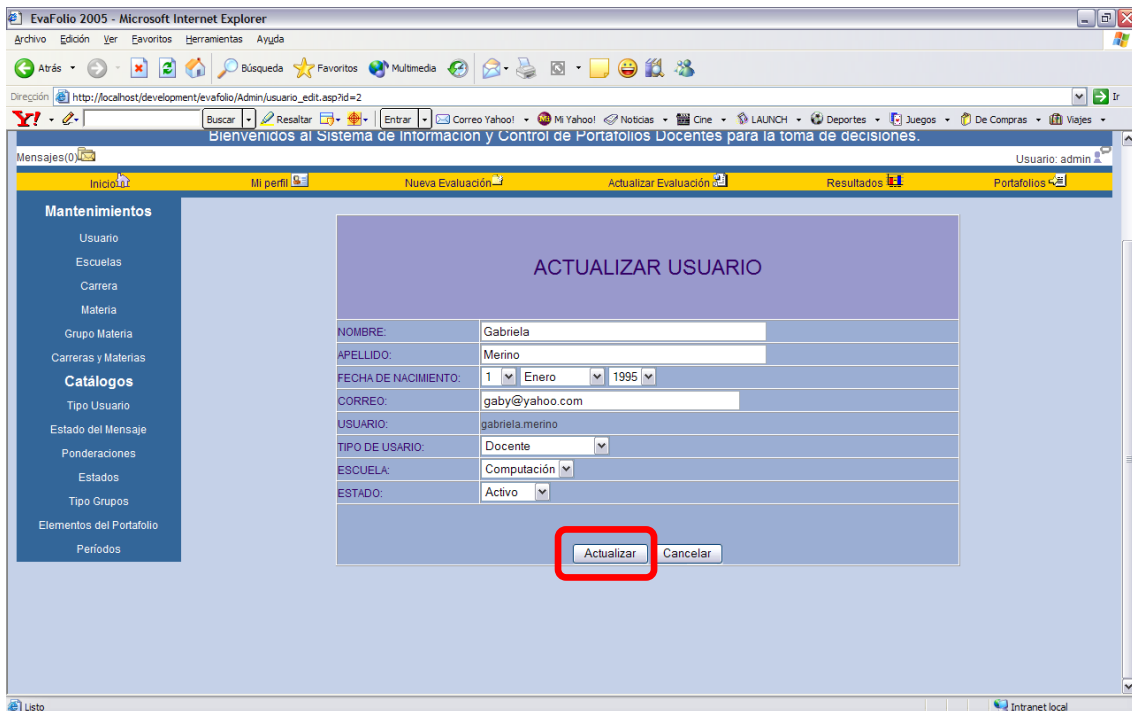 EvaFolio 2005 - Microsoft Internet Explorer
Archivo Edición Ver Favoritos Herramientas Ayuda
Atrás Búsqueda Favoritos Multimedia
Dirección http://localhost/development/evafolio/Admin/usuario_edit.asp?id=2 Ir
Y! Buscar Resaltar Entrar Correo Yahoo! Mi Yahoo! Noticias Cine LAUNCH Deportes Juegos De Compras Viajes
Bienvenidos al Sistema de Información y Control de Portafolios Docentes para la toma de decisiones.
Mensajes(0) Usuario: admin
Inicio Mi perfil Nueva Evaluación Actualizar Evaluación Resultados Portafolios
Mantenimientos
Usuario
Escuelas
Carrera
Materia
Grupo Materia
Carreras y Materias
Catálogos
Tipo Usuario
Estado del Mensaje
Ponderaciones
Estados
Tipo Grupos
Elementos del Portafolio
Períodos
ACTUALIZAR USUARIO
NOMBRE: Gabriela
APELLIDO: Merino
FECHA DE NACIMIENTO: 1 Enero 1995
CORREO: gaby@yahoo.com
USUARIO: gabriela.merino
TIPO DE USARIO: Docente
ESCUELA: Computación
ESTADO: Activo
Actualizar Cancelar
Listo Intranet local